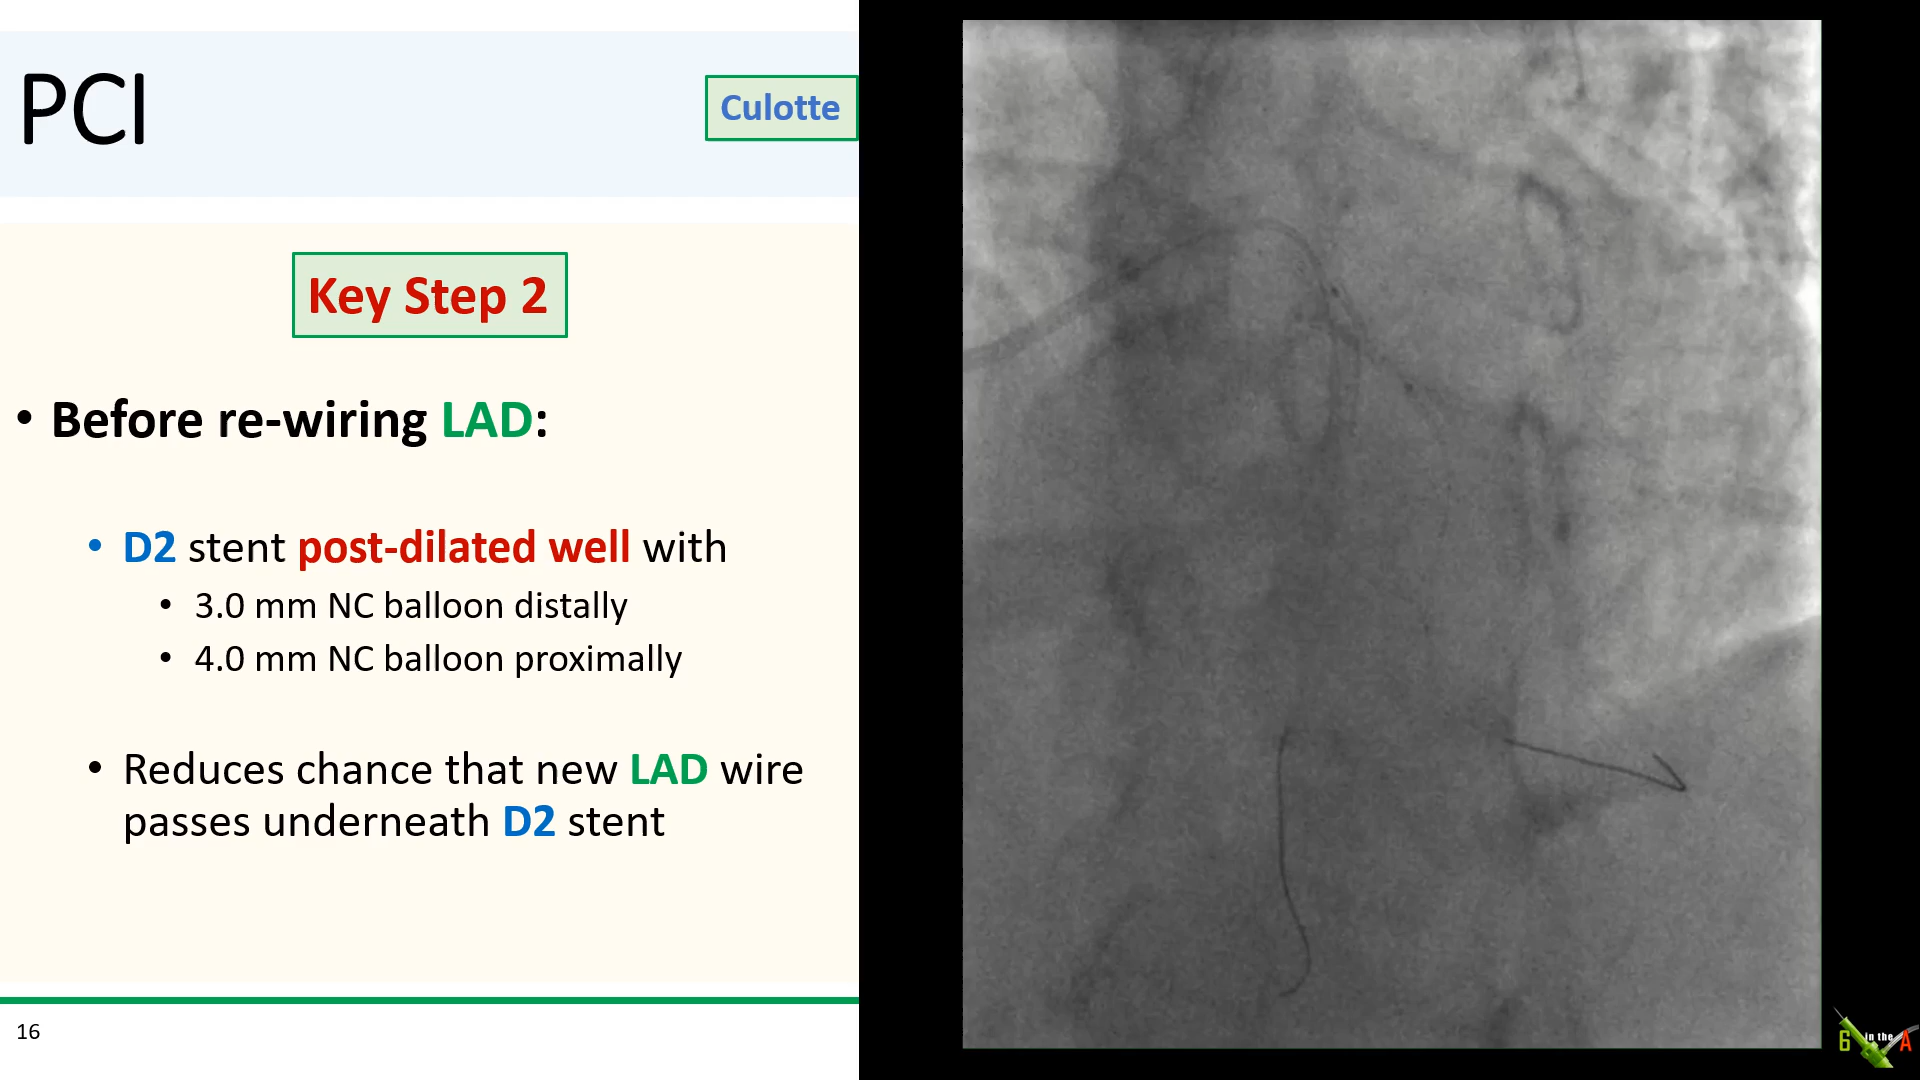 PCI
Culotte
Key Step 2
• Before re-wiring LAD:
• D2 stent post-dilated well with
• 3.0 mm NC balloon distally
• 4.0 mm NC balloon proximally
• Reduces chance that new LAD wire
passes underneath D2 stent
16
G in the A